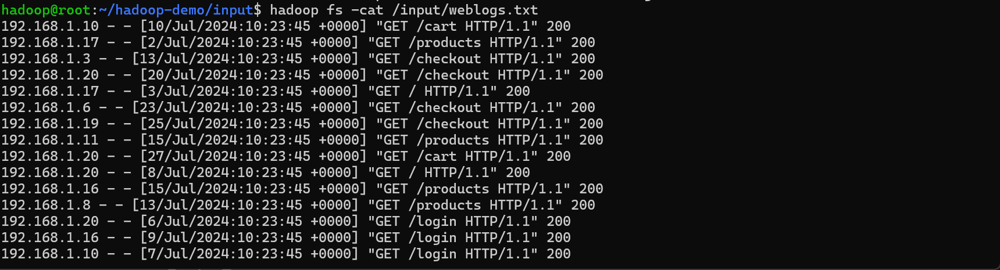 hadoop@root:~/hadoop-demo/input$ hadoop fs -cat /input/weblogs.txt
192.168.1.10 - - [10/Jul/2024:10:23:45 +0000] "GET /cart HTTP/1.1" 200
192.168.1.17 - - [2/Jul/2024:10:23:45 +0000] "GET /products HTTP/1.1" 200
192.168.1.3 - - [13/Jul/2024:10:23:45 +0000] "GET /checkout HTTP/1.1" 200
192.168.1.20 - - [20/Jul/2024:10:23:45 +0000] "GET /checkout HTTP/1.1" 200
192.168.1.17 - - [3/Jul/2024:10:23:45 +0000] "GET / HTTP/1.1" 200
192.168.1.6 - - [23/Jul/2024:10:23:45 +0000] "GET /checkout HTTP/1.1" 200
192.168.1.19 - - [25/Jul/2024:10:23:45 +0000] "GET /checkout HTTP/1.1" 200
192.168.1.11 - - [15/Jul/2024:10:23:45 +0000] "GET /products HTTP/1.1" 200
192.168.1.20 - - [27/Jul/2024:10:23:45 +0000] "GET /cart HTTP/1.1" 200
192.168.1.20 - - [8/Jul/2024:10:23:45 +0000] "GET / HTTP/1.1" 200
192.168.1.16 - - [15/Jul/2024:10:23:45 +0000] "GET /products HTTP/1.1" 200
192.168.1.8 - - [13/Jul/2024:10:23:45 +0000] "GET /products HTTP/1.1" 200
192.168.1.20 - - [6/Jul/2024:10:23:45 +0000] "GET /login HTTP/1.1" 200
192.168.1.16 - - [9/Jul/2024:10:23:45 +0000] "GET /login HTTP/1.1" 200
192.168.1.10 - - [7/Jul/2024:10:23:45 +0000] "GET /login HTTP/1.1" 200